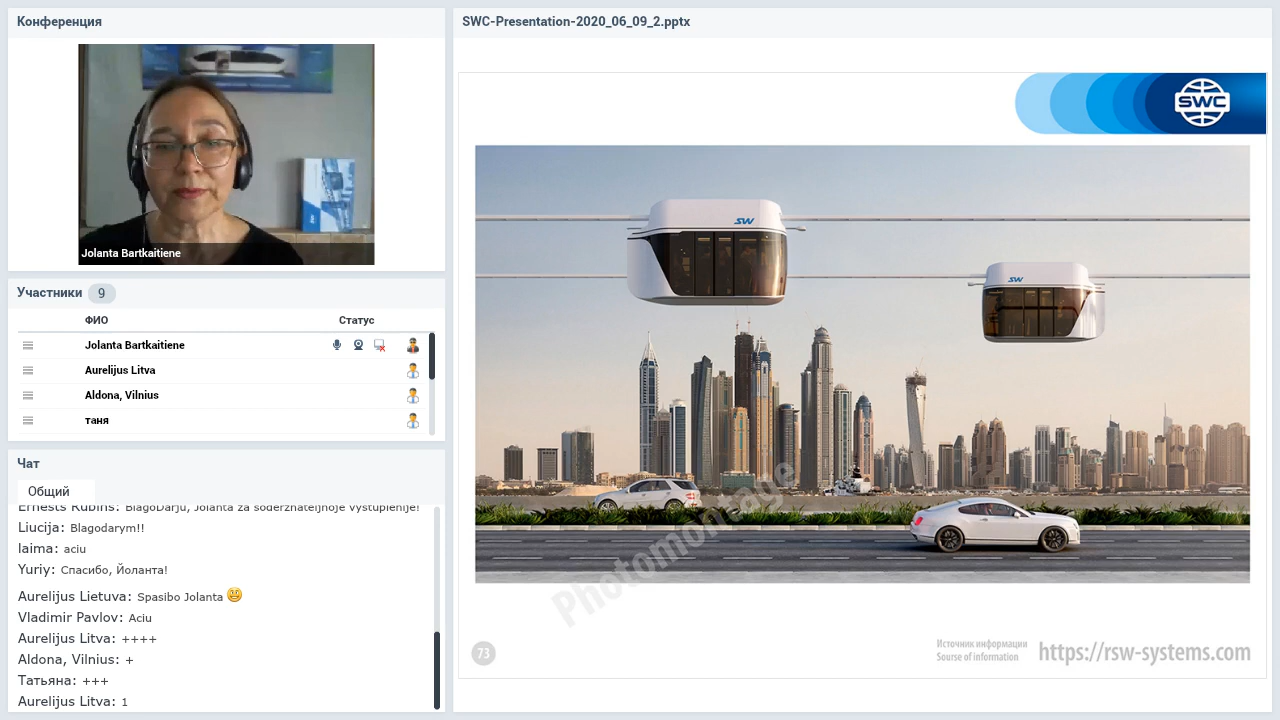 Конференция
Jolanta Bartkaitiene
Участники 9
ФИО Статус
Jolanta Bartkaitiene
Aurelijus Litva
Aldona, Vilnius
таня
Чат
Общий
Ernests Rubins: BlagoDarju, Jolanta za soderzhateljnoje vystuplenije!
Liucija: Blagodarym!!
laima: aciu
Yuriy: Спасибо, Йоланта!
Aurelijus Lietuva: Spasibo Jolanta
Vladimir Pavlov: Aciu
Aurelijus Litva: ++++
Aldona, Vilnius: +
Татьяна: +++
Aurelijus Litva: 1
SWC-Presentation-2020_06_09_2.pptx
SWC
SW
SW
Photomontage
73
Источник информации
Sourse of information
https://rsw-systems.com